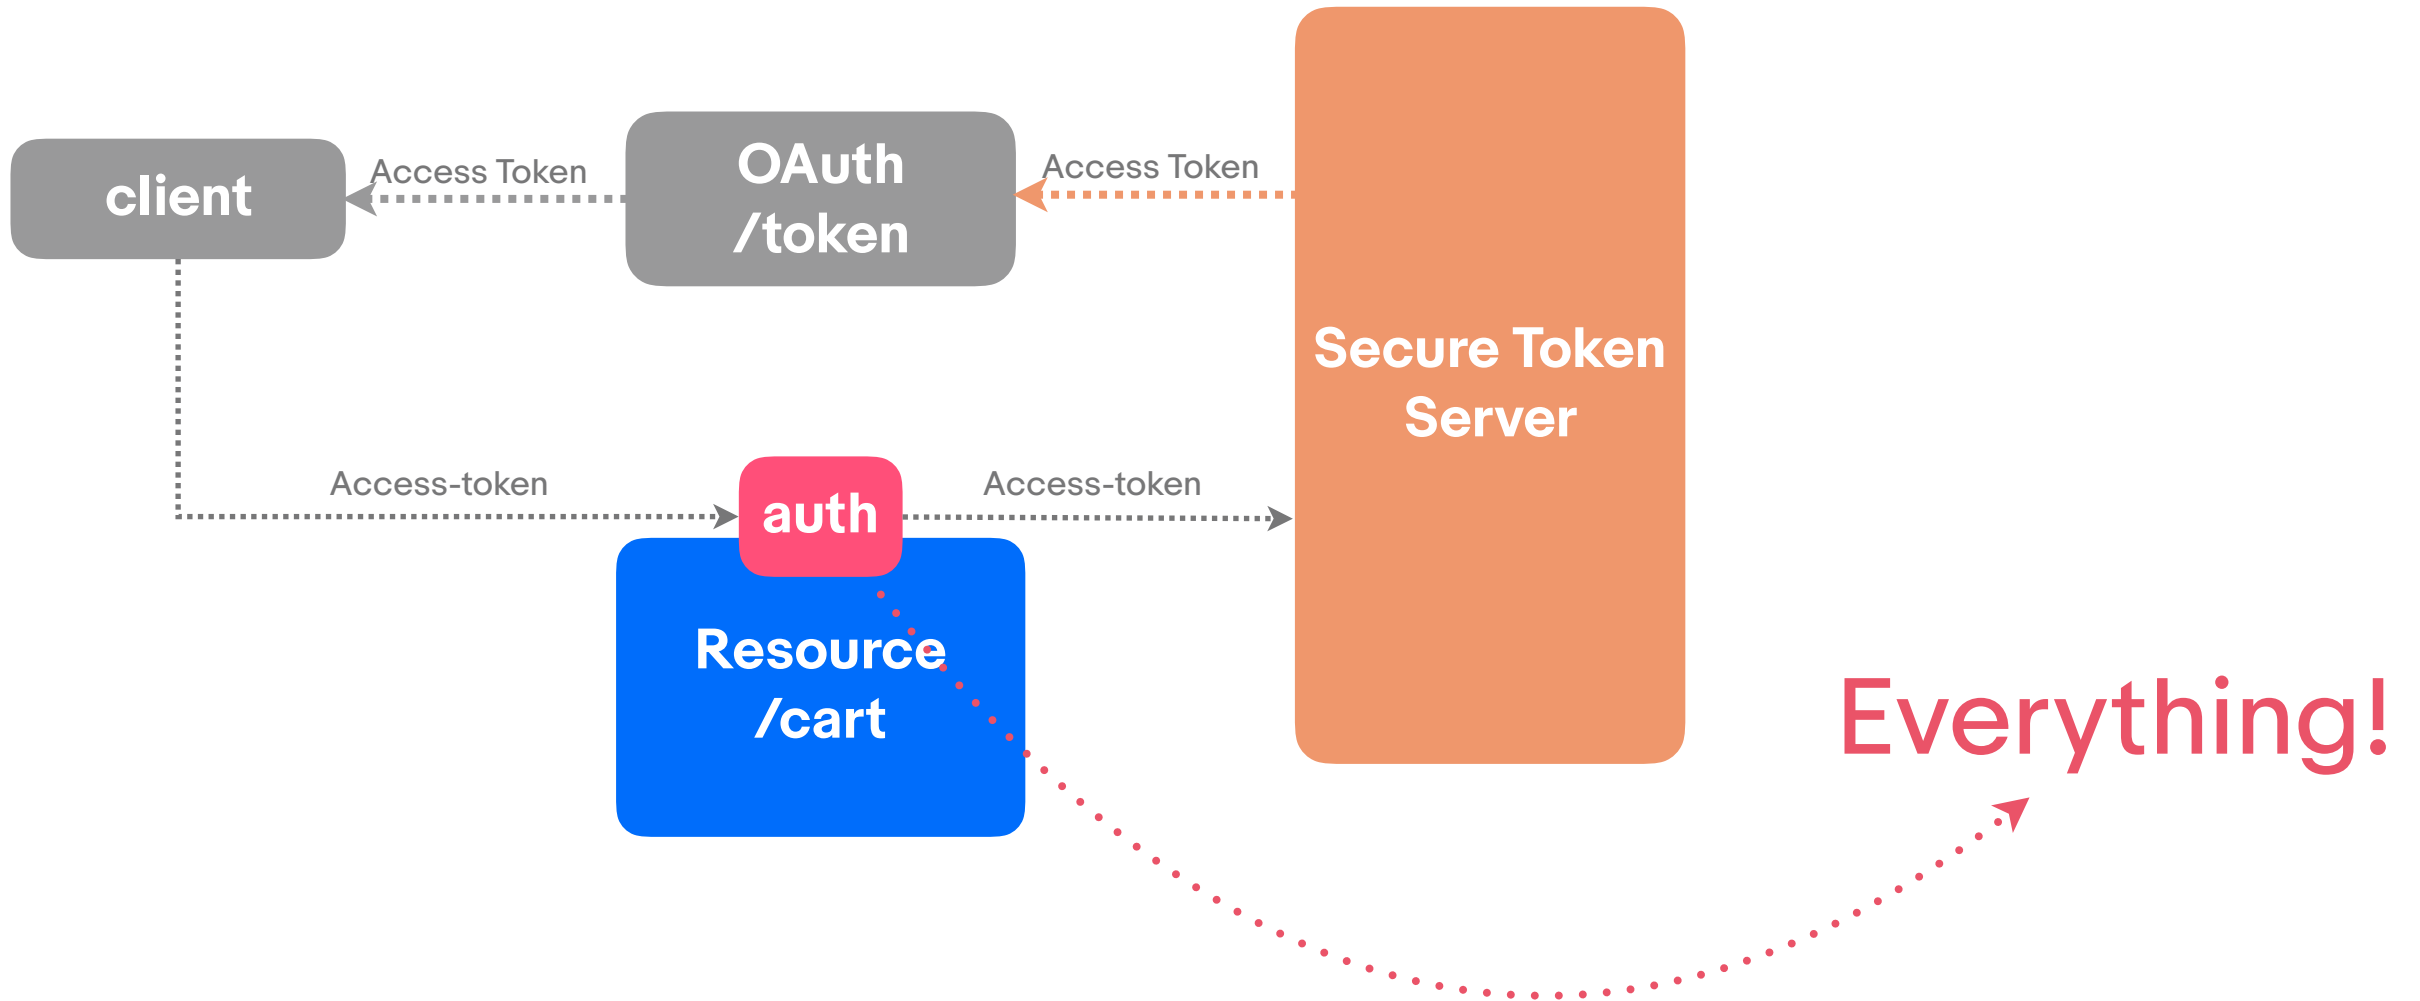 client
Access Token
OAuth
/token
Access Token
Secure Token
Server
Access-token
auth
Access-token
Resource
/cart
Everything!